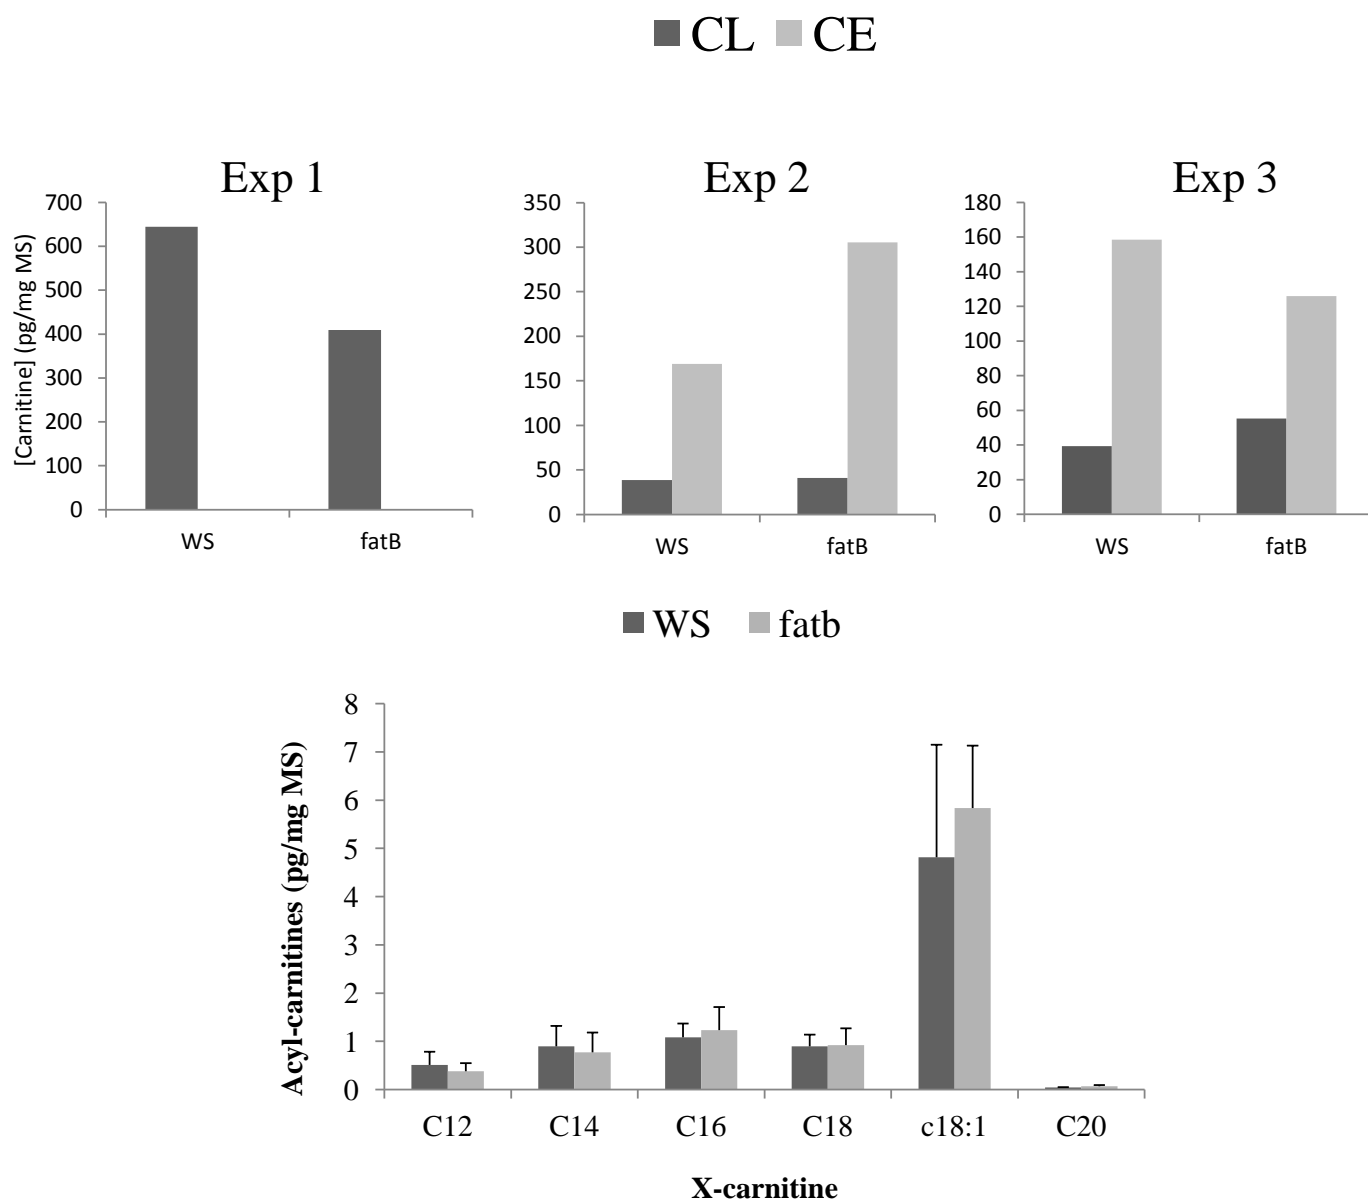 CL CE
Exp 1
Exp 2
Exp 3
[Carnitine] (pg/mg MS)
700
600
500
400
300
200
100
0
WS fatB
350
300
250
200
150
100
50
0
WS fatB
180
160
140
120
100
80
60
40
20
0
WS fatB
WS fatb
Acyl-carnitines (pg/mg MS)
8
7
6
5
4
3
2
1
0
C12 C14 C16 C18 c18:1 C20
X-carnitine